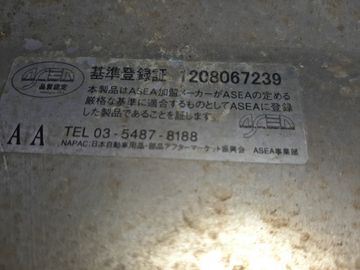 ASEA
品質認定
基準登録証 1208067239
本製品はASEA加盟メーカーがASEAの定める
厳格な基準に適合するものとしてASEAに登録
した製品であることを証します。
ASEA
AA
TEL 03-5487-8188
NAPAC:日本自動車用品・部品アフターマーケット振興会 ASEA事業部